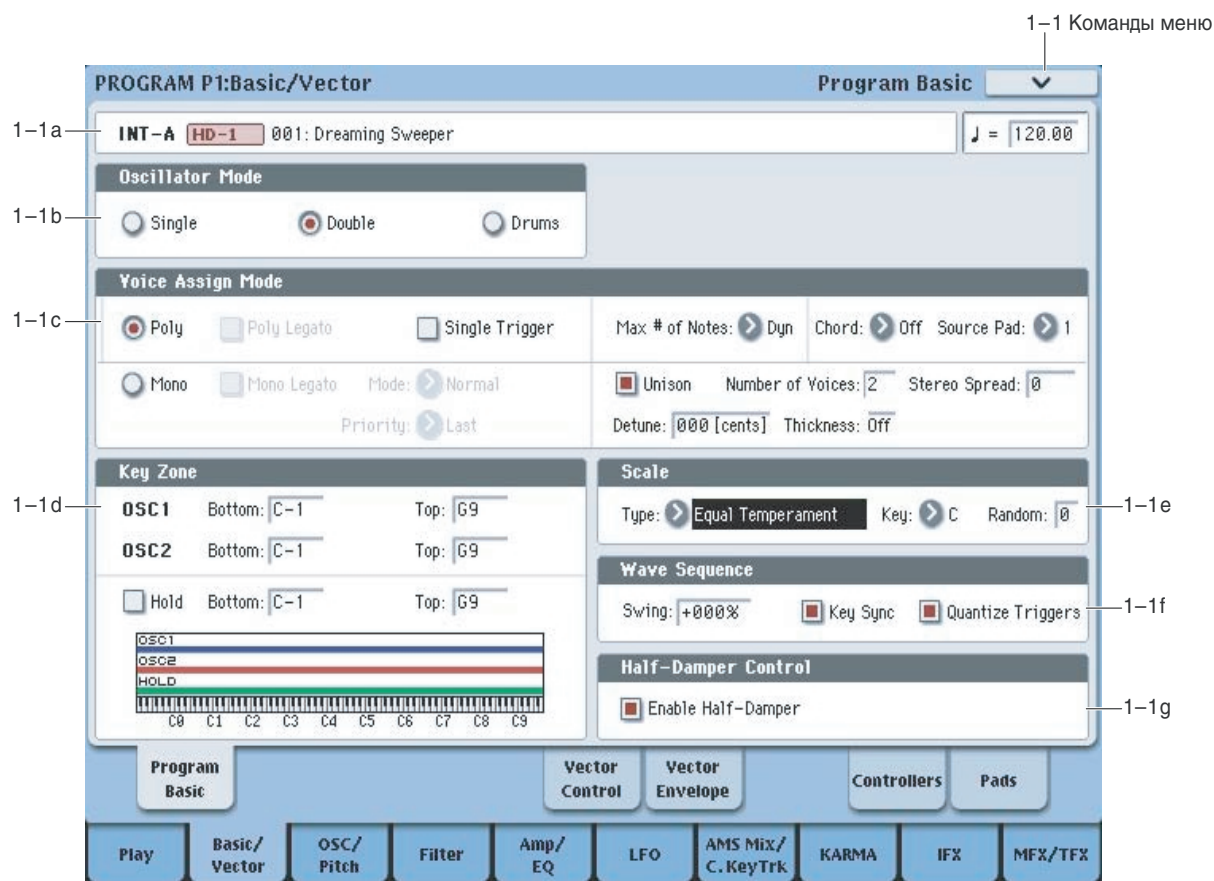 1–1 Команды меню
PROGRAM P1:Basic/Vector Program Basic
1–1a INT-A HD-1 001: Dreaming Sweeper ♩ = 120.00
Oscillator Mode
1–1b Single Double Drums
Voice Assign Mode
1–1c Poly Poly Legato Single Trigger Max # of Notes: Dyn Chord: Off Source Pad: 1
Mono Mono Legato Mode: Normal Unison Number of Voices: 2 Stereo Spread: 0
Priority: Last Detune: 000 [cents] Thickness: Off
Key Zone Scale
1–1d OSC1 Bottom: C-1 Top: G9 Type: Equal Temperament Key: C Random: 0 1–1e
OSC2 Bottom: C-1 Top: G9
Wave Sequence
Hold Bottom: C-1 Top: G9 Swing: +000% Key Sync Quantize Triggers 1–1f
OSC1
OSC2
HOLD
Half-Damper Control
Enable Half-Damper 1–1g
C0 C1 C2 C3 C4 C5 C6 C7 C8 C9
Program Basic Vector Control Vector Envelope Controllers Pads
Play Basic/Vector OSC/Pitch Filter Amp/EQ LFO AMS Mix/C.KeyTrk KARMA IFX MFX/TFX